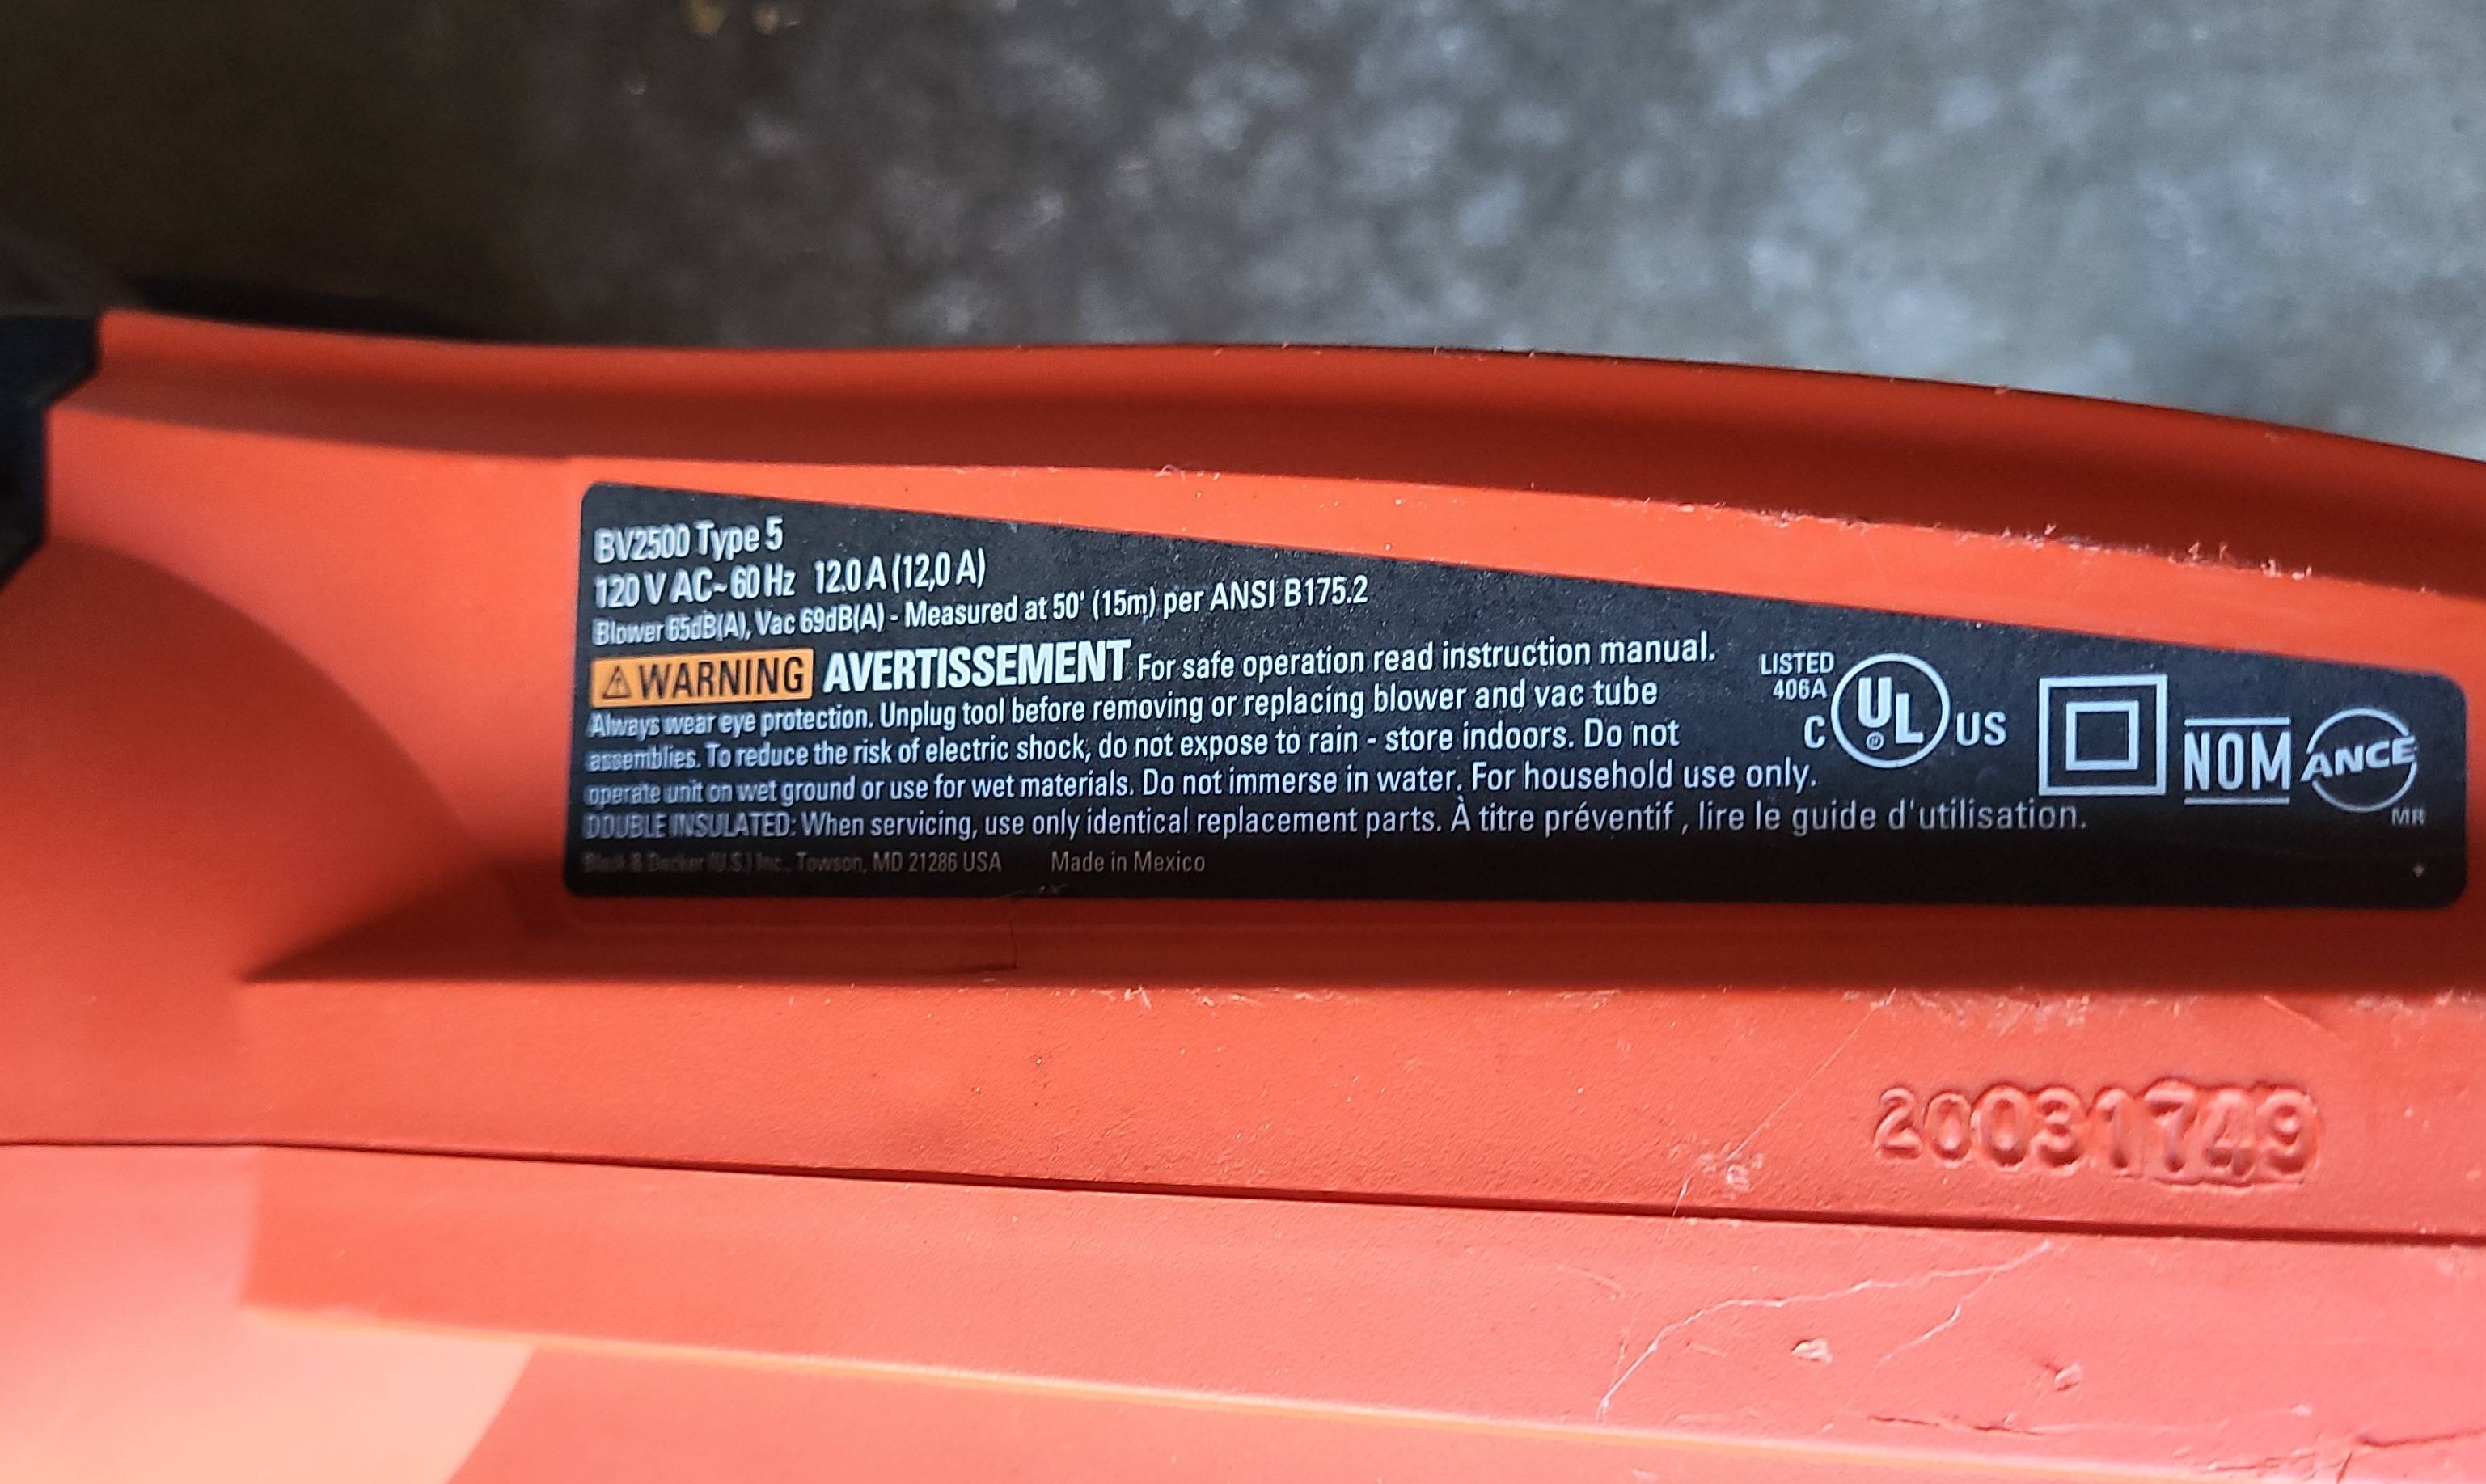 BV2500 Type 5
120 V AC~ 60 Hz 12.0 A (12,0 A)
Blower 65dB(A), Vac 69dB(A) - Measured at 50' (15m) per ANSI B175.2
WARNING AVERTISSEMENT For safe operation read instruction manual.
Always wear eye protection. Unplug tool before removing or replacing blower and vac tube
assemblies. To reduce the risk of electric shock, do not expose to rain - store indoors. Do not
operate unit on wet ground or use for wet materials. Do not immerse in water. For household use only.
DOUBLE INSULATED: When servicing, use only identical replacement parts. À titre préventif , lire le guide d'utilisation.
Black & Decker (U.S.) Inc., Towson, MD 21286 USA Made in Mexico
LISTED
406A
C UL US
NOM ANCE
MR
20031749